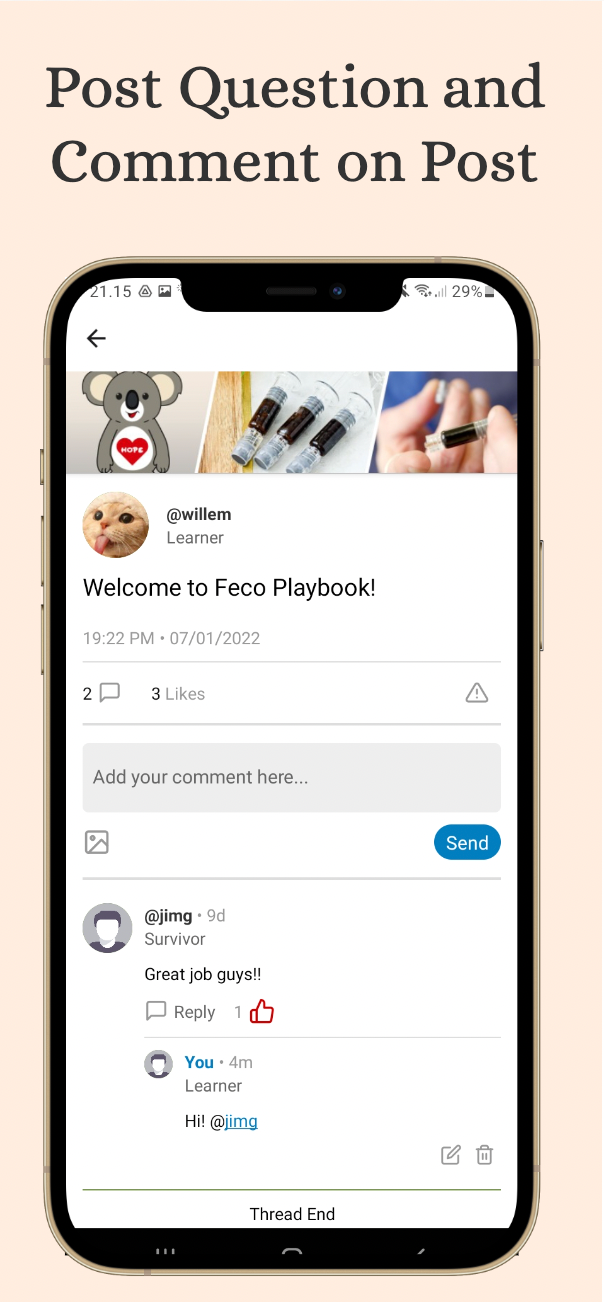 Post Question and
Comment on Post
21.15 29%
HOPE
@willem
Learner
Welcome to Feco Playbook!
19:22 PM • 07/01/2022
2 3 Likes
Add your comment here...
Send
@jimg • 9d
Survivor
Great job guys!!
Reply 1
You • 4m
Learner
Hi! @jimg
Thread End